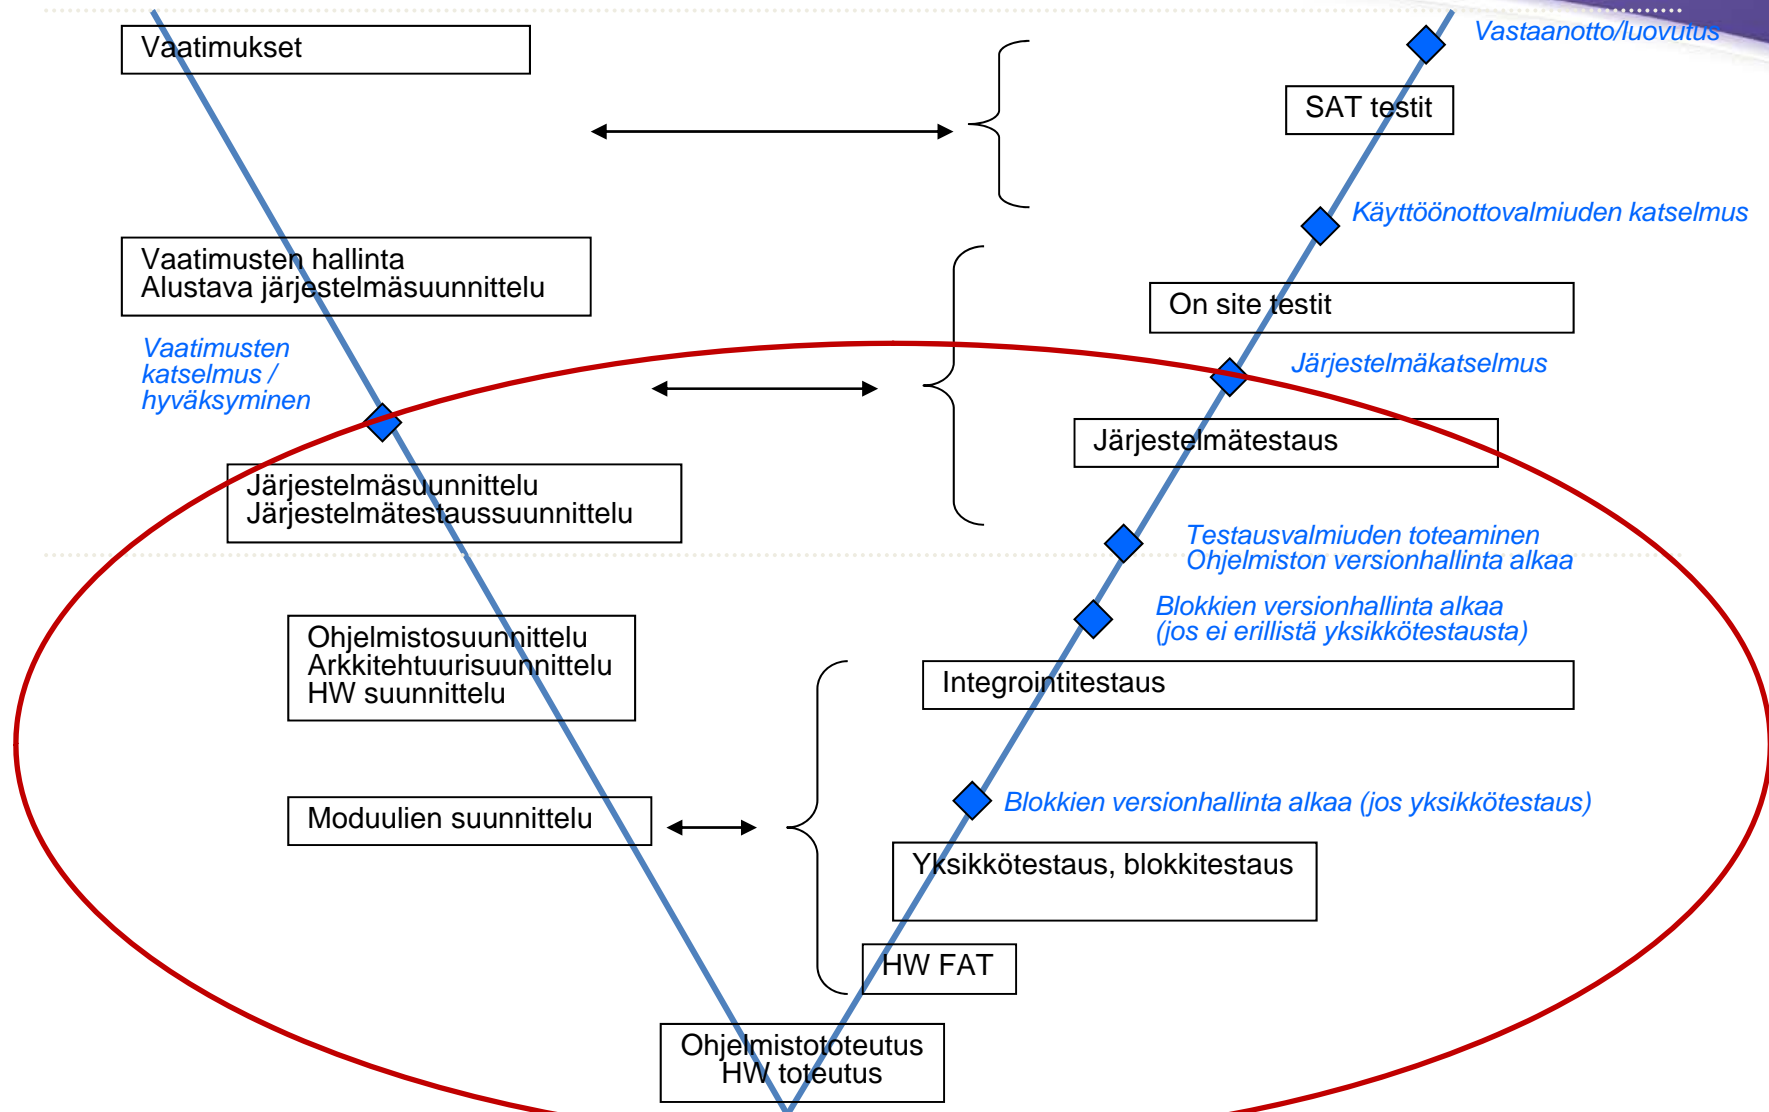 Vastaanotto/luovutus
Vaatimukset
SAT testit
Käyttöönottovalmiuden katselmus
Vaatimusten hallinta
Alustava järjestelmäsuunnittelu
On site testit
Vaatimusten
katselmus /
hyväksyminen
Järjestelmäkatselmus
Järjestelmätestaus
Järjestelmäsuunnittelu
Järjestelmätestaussuunnittelu
Testausvalmiuden toteaminen
Ohjelmiston versionhallinta alkaa
Blokkien versionhallinta alkaa
(jos ei erillistä yksikkötestausta)
Ohjelmistosuunnittelu
Arkkitehtuurisuunnittelu
HW suunnittelu
Integrointitestaus
Blokkien versionhallinta alkaa (jos yksikkötestaus)
Moduulien suunnittelu
Yksikkötestaus, blokkitestaus
HW FAT
Ohjelmistototeutus
HW toteutus